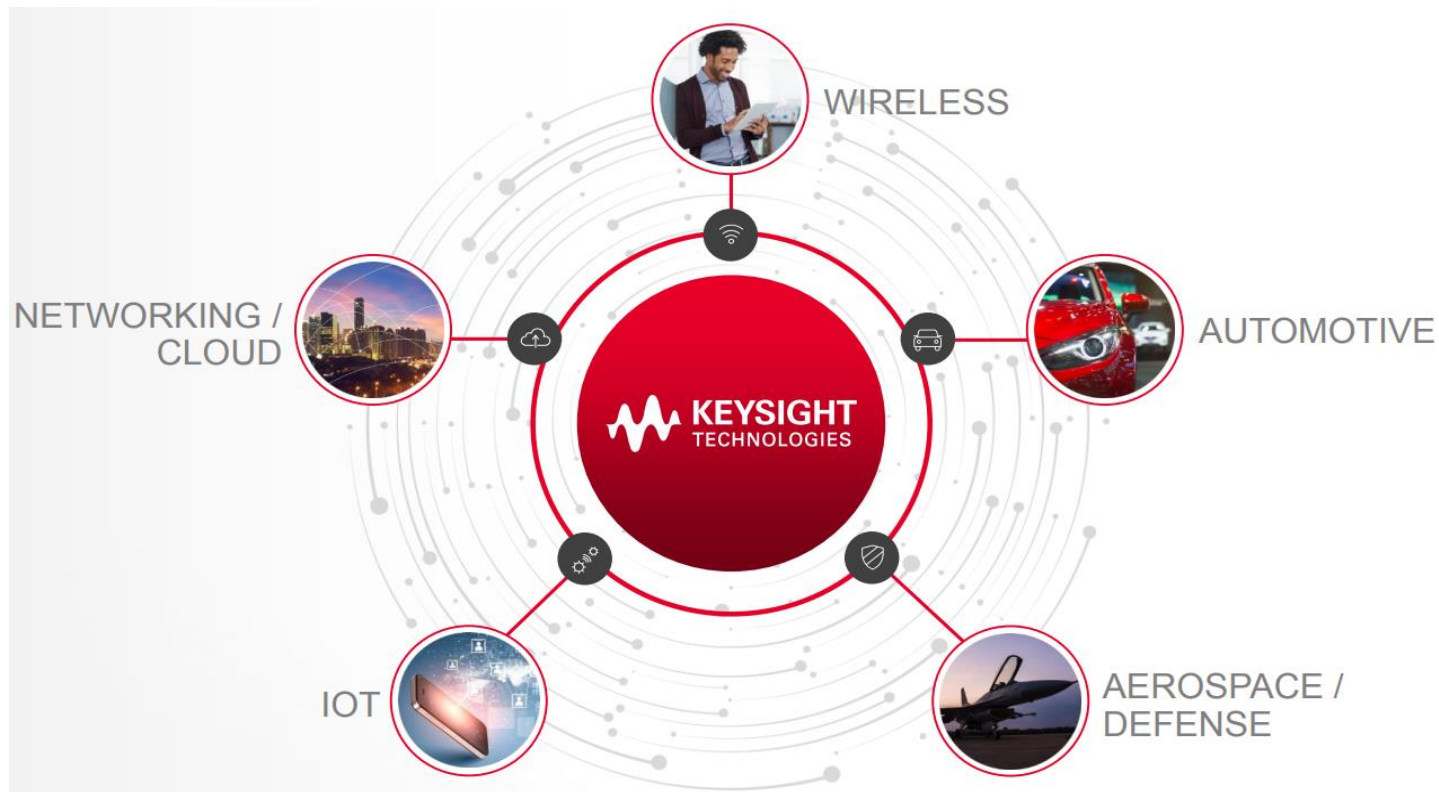 WIRELESS
NETWORKING /
CLOUD
AUTOMOTIVE
KEYSIGHT
TECHNOLOGIES
IOT
AEROSPACE /
DEFENSE